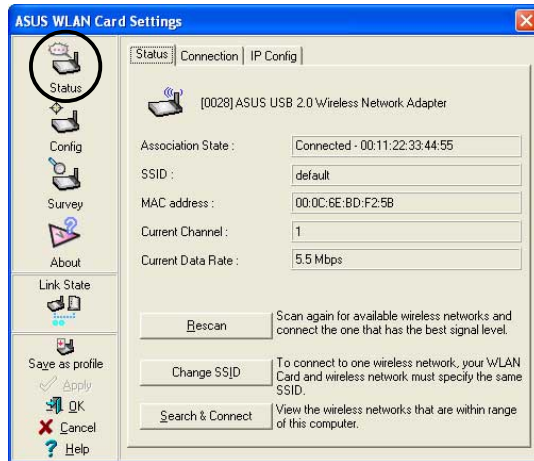 ASUS WLAN Card Settings
Status
Config
Survey
About
Link State
Save as profile
Apply
OK
Cancel
Help
Status
Connection
IP Config
[0028] ASUS USB 2.0 Wireless Network Adapter
Association State :
Connected - 00:11:22:33:44:55
SSID :
default
MAC address :
00:0C:6E:BD:F2:5B
Current Channel :
1
Current Data Rate :
5.5 Mbps
Rescan
Scan again for available wireless networks and
connect the one that has the best signal level.
Change SSID
To connect to one wireless network, your WLAN
Card and wireless network must specify the same
SSID.
Search & Connect
View the wireless networks that are within range
of this computer.